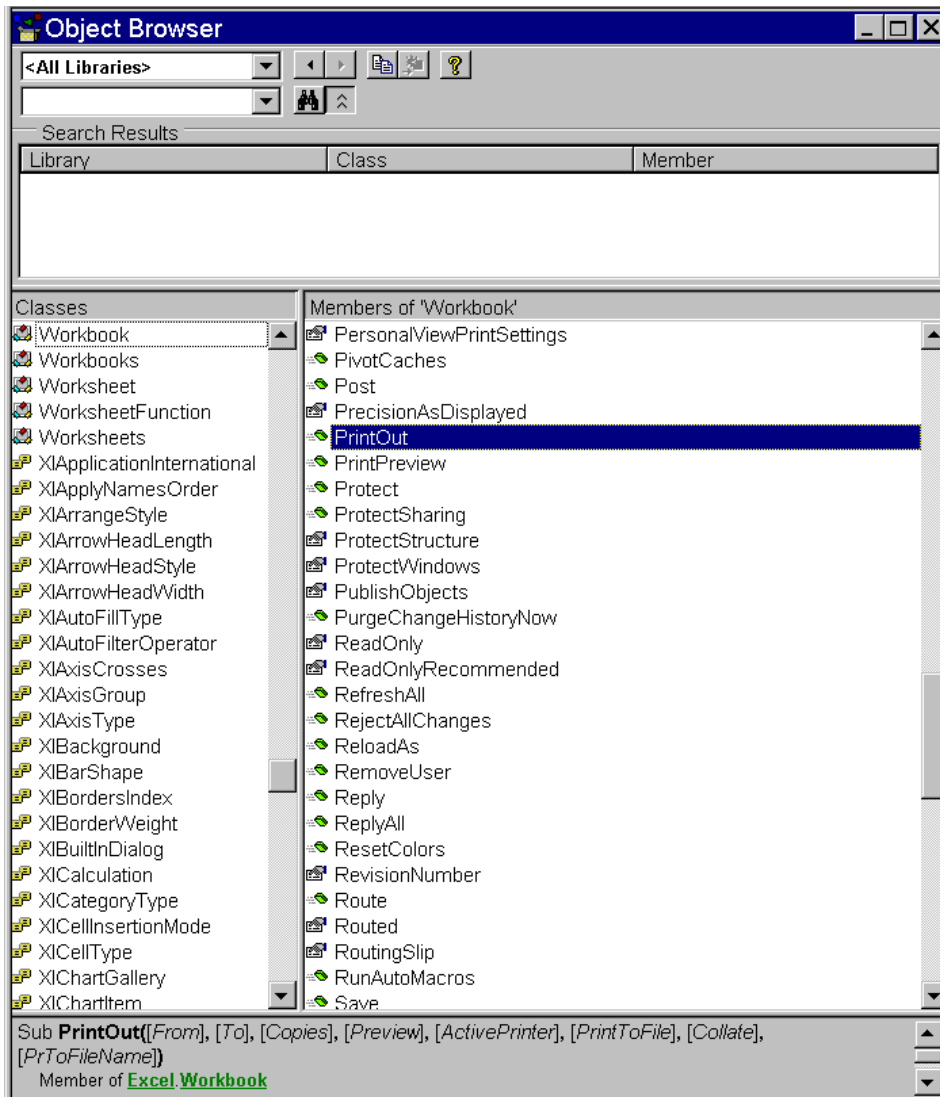 Object Browser
<All Libraries>
Search Results
Library Class Member
Classes
Workbook
Workbooks
Worksheet
WorksheetFunction
Worksheets
XlApplicationInternational
XlApplyNamesOrder
XlArrangeStyle
XlArrowHeadLength
XlArrowHeadStyle
XlArrowHeadWidth
XlAutoFillType
XlAutoFilterOperator
XlAxisCrosses
XlAxisGroup
XlAxisType
XlBackground
XlBarShape
XlBordersIndex
XlBorderWeight
XlBuiltInDialog
XlCalculation
XlCategoryType
XlCellInsertionMode
XlCellType
XlChartGallery
XlChartItem
Members of 'Workbook'
PersonalViewPrintSettings
PivotCaches
Post
PrecisionAsDisplayed
PrintOut
PrintPreview
Protect
ProtectSharing
ProtectStructure
ProtectWindows
PublishObjects
PurgeChangeHistoryNow
ReadOnly
ReadOnlyRecommended
RefreshAll
RejectAllChanges
ReloadAs
RemoveUser
Reply
ReplyAll
ResetColors
RevisionNumber
Route
Routed
RoutingSlip
RunAutoMacros
Save
Sub PrintOut([From], [To], [Copies], [Preview], [ActivePrinter], [PrintToFile], [Collate],
[PrToFileName])
Member of Excel.Workbook